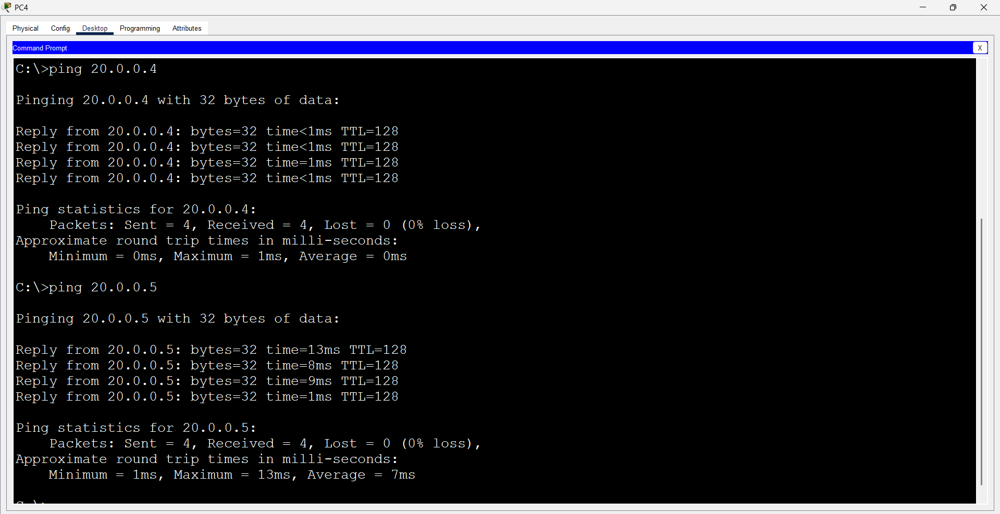 PC4
Physical Config Desktop Programming Attributes
Command Prompt X
C:\>ping 20.0.0.4
Pinging 20.0.0.4 with 32 bytes of data:
Reply from 20.0.0.4: bytes=32 time<1ms TTL=128
Reply from 20.0.0.4: bytes=32 time<1ms TTL=128
Reply from 20.0.0.4: bytes=32 time=1ms TTL=128
Reply from 20.0.0.4: bytes=32 time<1ms TTL=128
Ping statistics for 20.0.0.4:
    Packets: Sent = 4, Received = 4, Lost = 0 (0% loss),
Approximate round trip times in milli-seconds:
    Minimum = 0ms, Maximum = 1ms, Average = 0ms
C:\>ping 20.0.0.5
Pinging 20.0.0.5 with 32 bytes of data:
Reply from 20.0.0.5: bytes=32 time=13ms TTL=128
Reply from 20.0.0.5: bytes=32 time=8ms TTL=128
Reply from 20.0.0.5: bytes=32 time=9ms TTL=128
Reply from 20.0.0.5: bytes=32 time=1ms TTL=128
Ping statistics for 20.0.0.5:
    Packets: Sent = 4, Received = 4, Lost = 0 (0% loss),
Approximate round trip times in milli-seconds:
    Minimum = 1ms, Maximum = 13ms, Average = 7ms